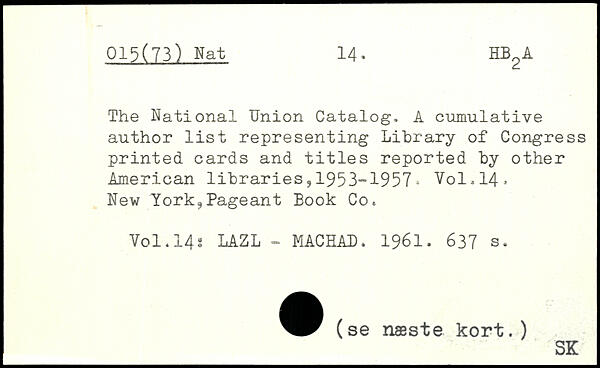 015(73) Nat 14. HB2A
The National Union Catalog. A cumulative
author list representing Library of Congress
printed cards and titles reported by other
American libraries,1953-1957. Vol.14.
New York,Pageant Book Co.
Vol.14: LAZL - MACHAD. 1961. 637 s.
(se næste kort.)
SK